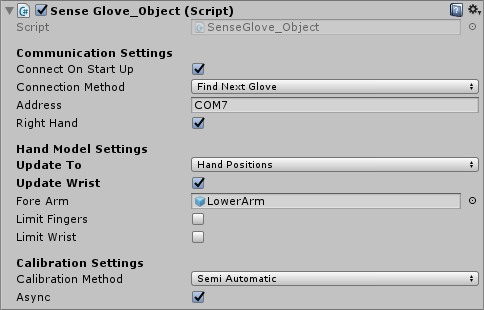 Sense Glove_Object (Script)
Script SenseGlove_Object
Communication Settings
Connect On Start Up
Connection Method Find Next Glove
Address COM7
Right Hand
Hand Model Settings
Update To Hand Positions
Update Wrist
Fore Arm LowerArm
Limit Fingers
Limit Wrist
Calibration Settings
Calibration Method Semi Automatic
Async